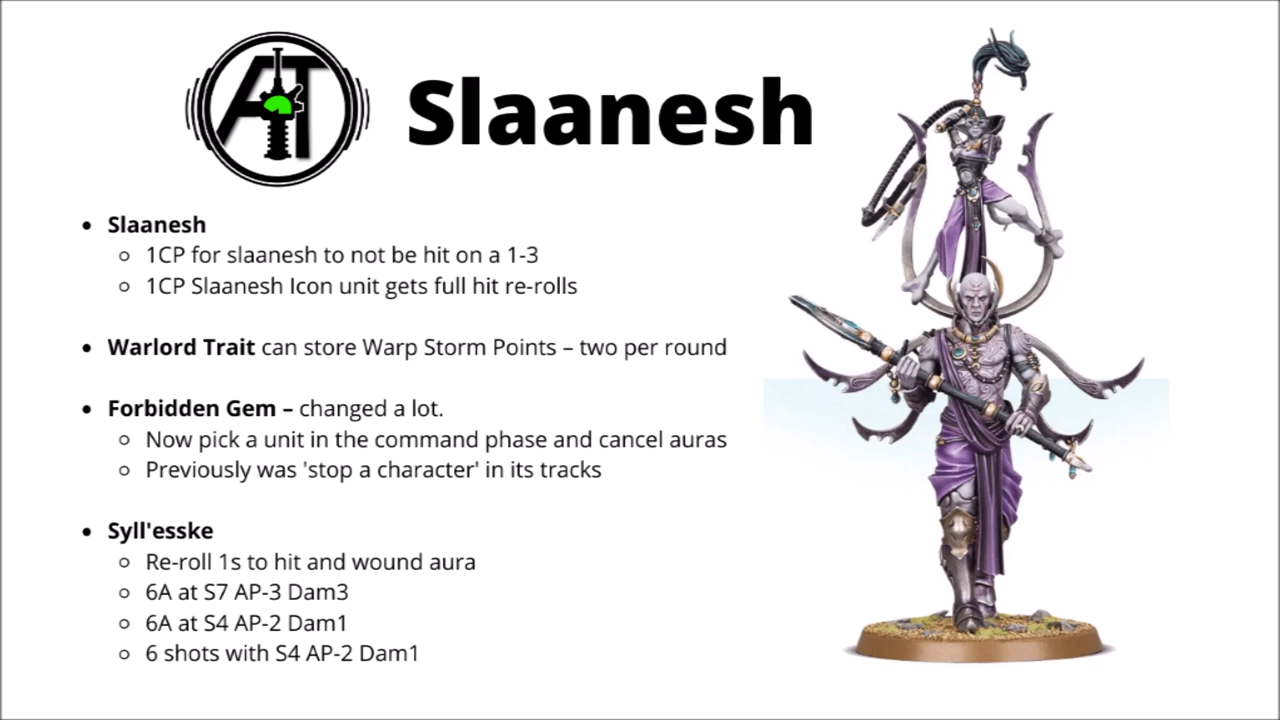 AT
Slaanesh
• Slaanesh
○ 1CP for slaanesh to not be hit on a 1-3
○ 1CP Slaanesh Icon unit gets full hit re-rolls
• Warlord Trait can store Warp Storm Points – two per round
• Forbidden Gem – changed a lot.
○ Now pick a unit in the command phase and cancel auras
○ Previously was 'stop a character' in its tracks
• Syll'esske
○ Re-roll 1s to hit and wound aura
○ 6A at S7 AP-3 Dam3
○ 6A at S4 AP-2 Dam1
○ 6 shots with S4 AP-2 Dam1